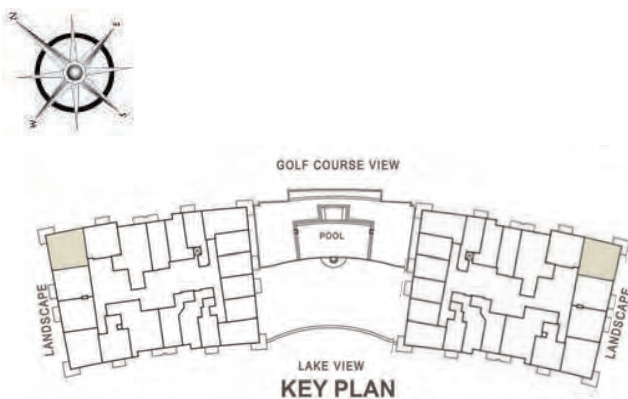 N
E
W
S
GOLF COURSE VIEW
POOL
LANDSCAPE
LANDSCAPE
LAKE VIEW
KEY PLAN